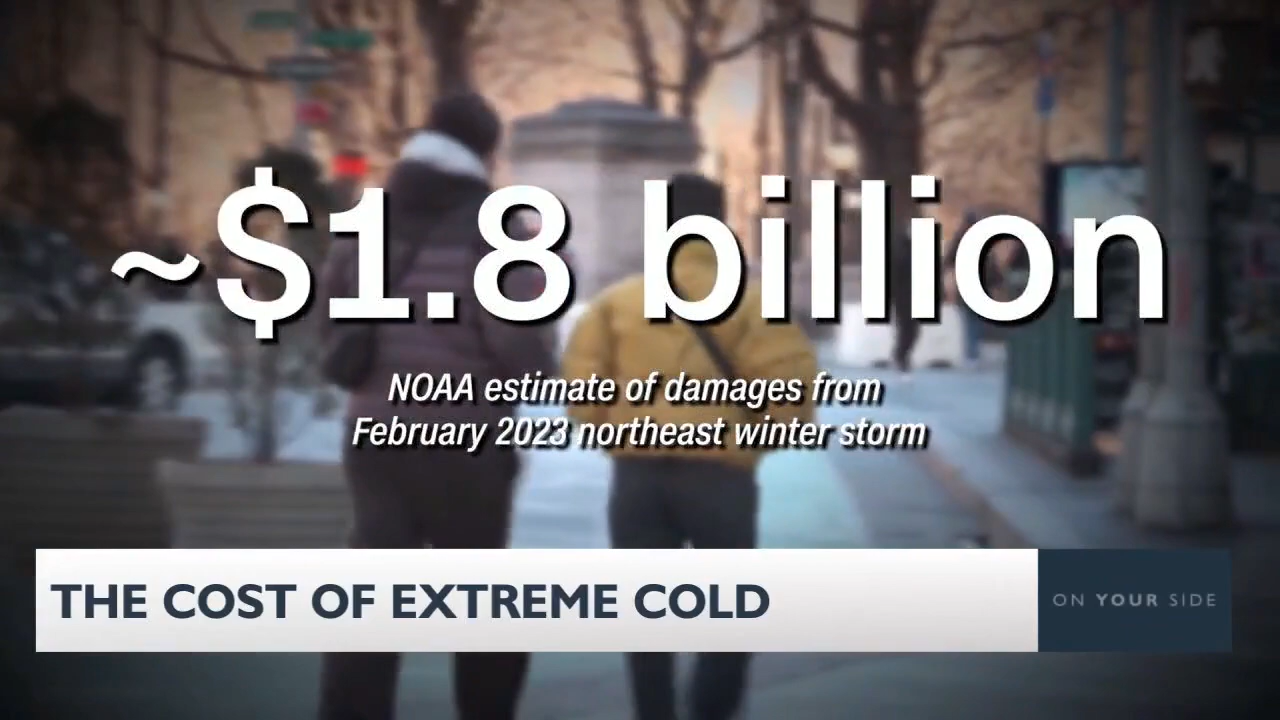 ~$1.8 billion
NOAA estimate of damages from
February 2023 northeast winter storm
THE COST OF EXTREME COLD
ON YOUR SIDE